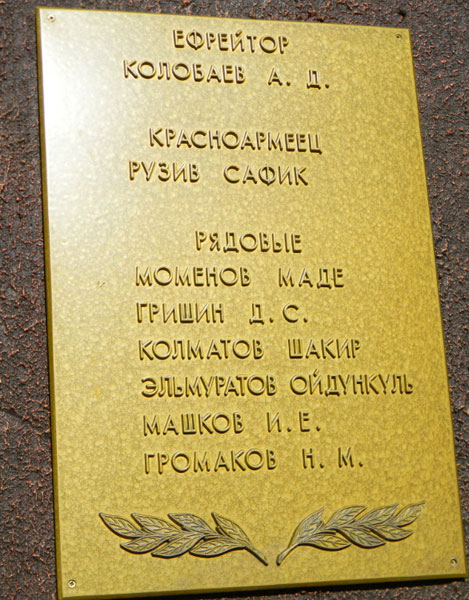 ЕФРЕЙТОР
КОЛОБАЕВ А. Д.
КРАСНОАРМЕЕЦ
РУЗИВ САФИК
РЯДОВЫЕ
МОМЕНОВ МАДЕ
ГРИШИН Д. С.
КОЛМАТОВ ШАКИР
ЭЛЬМУРАТОВ ОЙДУНКУЛЬ
МАШКОВ И. Е.
ГРОМАКОВ Н. М.